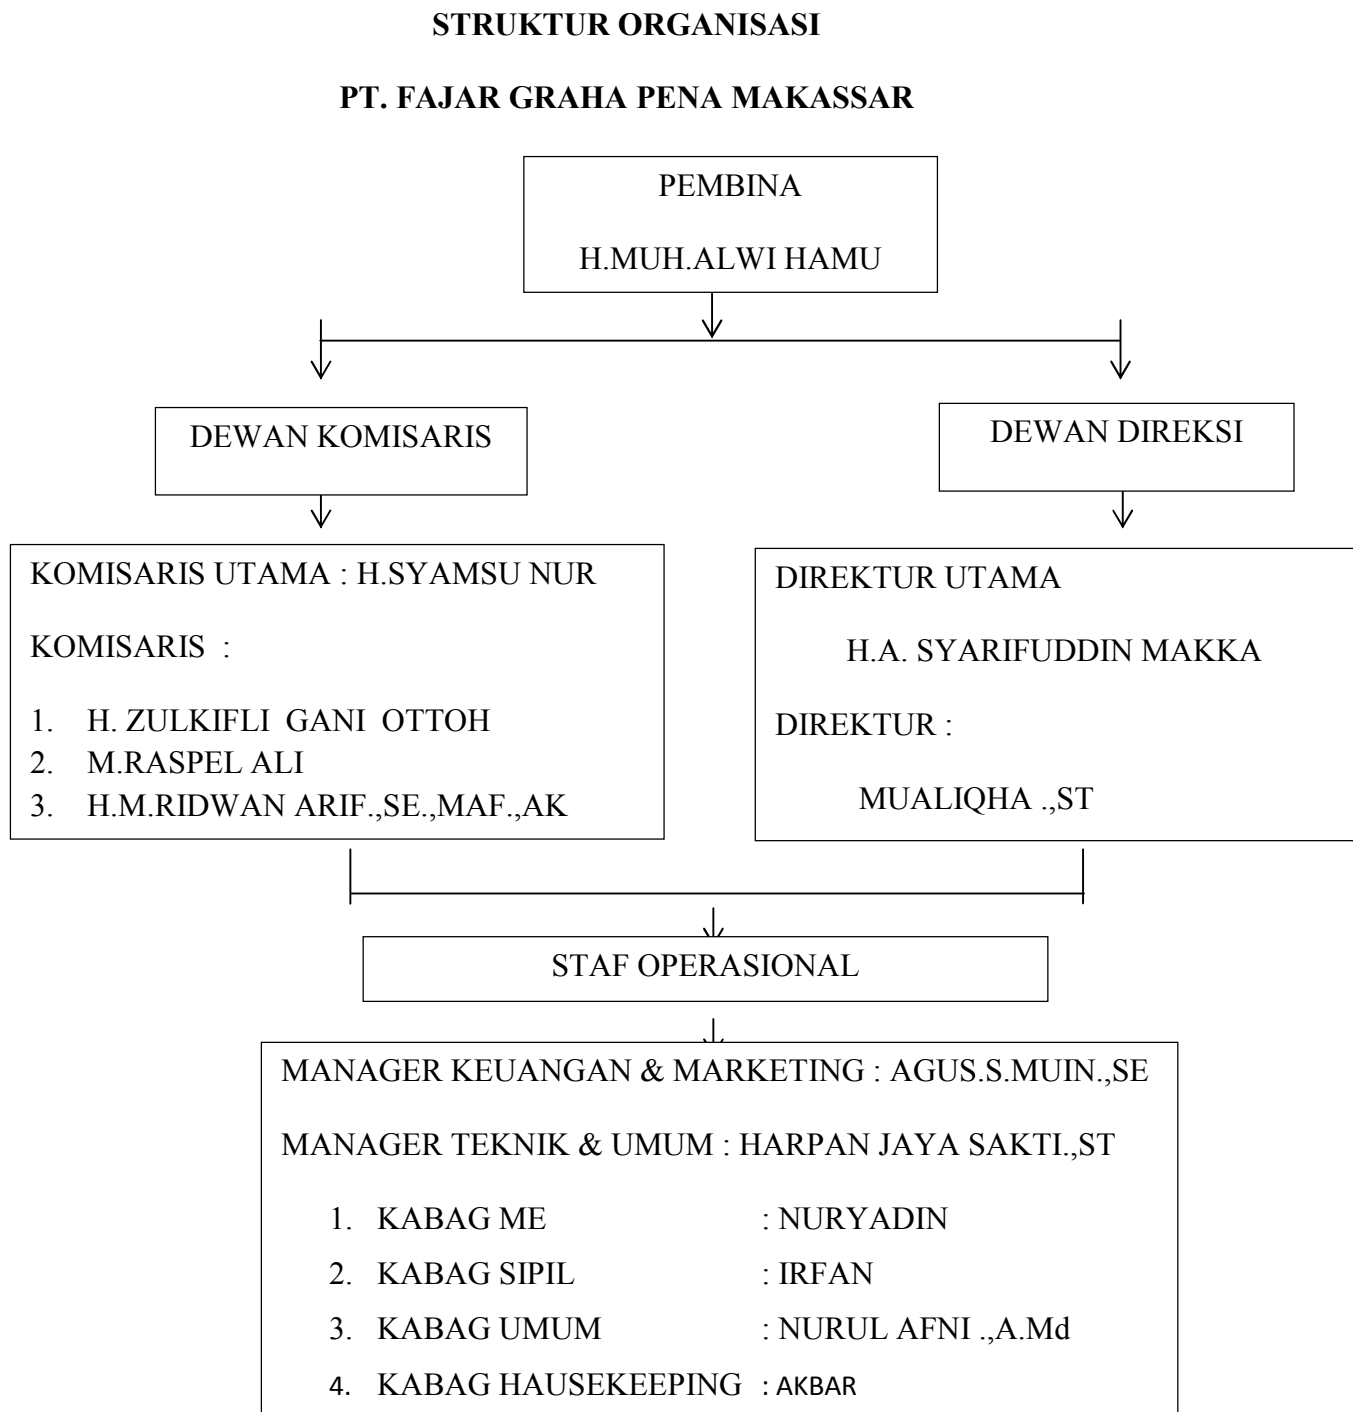 STRUKTUR ORGANISASI
PT. FAJAR GRAHA PENA MAKASSAR
PEMBINA
H.MUH.ALWI HAMU
DEWAN KOMISARIS
DEWAN DIREKSI
KOMISARIS UTAMA : H.SYAMSU NUR
KOMISARIS :
1. H. ZULKIFLI GANI OTTOH
2. M.RASPEL ALI
3. H.M.RIDWAN ARIF.,SE.,MAF.,AK
DIREKTUR UTAMA
H.A. SYARIFUDDIN MAKKA
DIREKTUR :
MUALIQHA .,ST
STAF OPERASIONAL
MANAGER KEUANGAN & MARKETING : AGUS.S.MUIN.,SE
MANAGER TEKNIK & UMUM : HARPAN JAYA SAKTI.,ST
1. KABAG ME : NURYADIN
2. KABAG SIPIL : IRFAN
3. KABAG UMUM : NURUL AFNI .,A.Md
4. KABAG HAUSEKEEPING : AKBAR